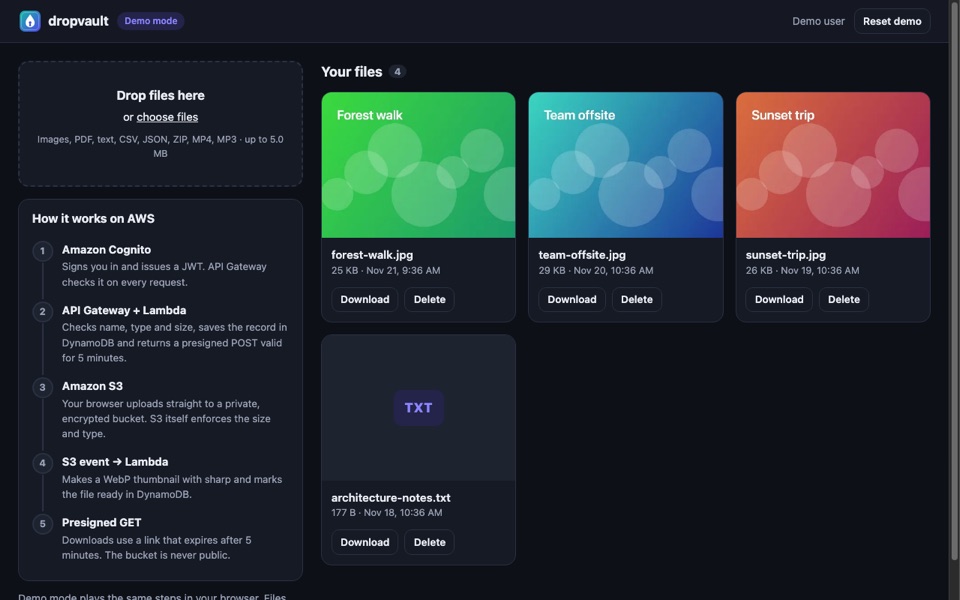 dropvault
Demo mode
Demo user
Reset demo
Drop files here
or choose files
Images, PDF, text, CSV, JSON, ZIP, MP4, MP3 · up to 5.0
MB
How it works on AWS
1
Amazon Cognito
Signs you in and issues a JWT. API Gateway
checks it on every request.
2
API Gateway + Lambda
Checks name, type and size, saves the record in
DynamoDB and returns a presigned POST valid
for 5 minutes.
3
Amazon S3
Your browser uploads straight to a private,
encrypted bucket. S3 itself enforces the size
and type.
4
S3 event → Lambda
Makes a WebP thumbnail with sharp and marks
the file ready in DynamoDB.
5
Presigned GET
Downloads use a link that expires after 5
minutes. The bucket is never public.
Demo mode plays the same steps in your browser. Files
Your files 4
Forest walk
forest-walk.jpg
25 KB · Nov 21, 9:36 AM
Download Delete
Team offsite
team-offsite.jpg
29 KB · Nov 20, 10:36 AM
Download Delete
Sunset trip
sunset-trip.jpg
26 KB · Nov 19, 10:36 AM
Download Delete
TXT
architecture-notes.txt
177 B · Nov 18, 10:36 AM
Download Delete